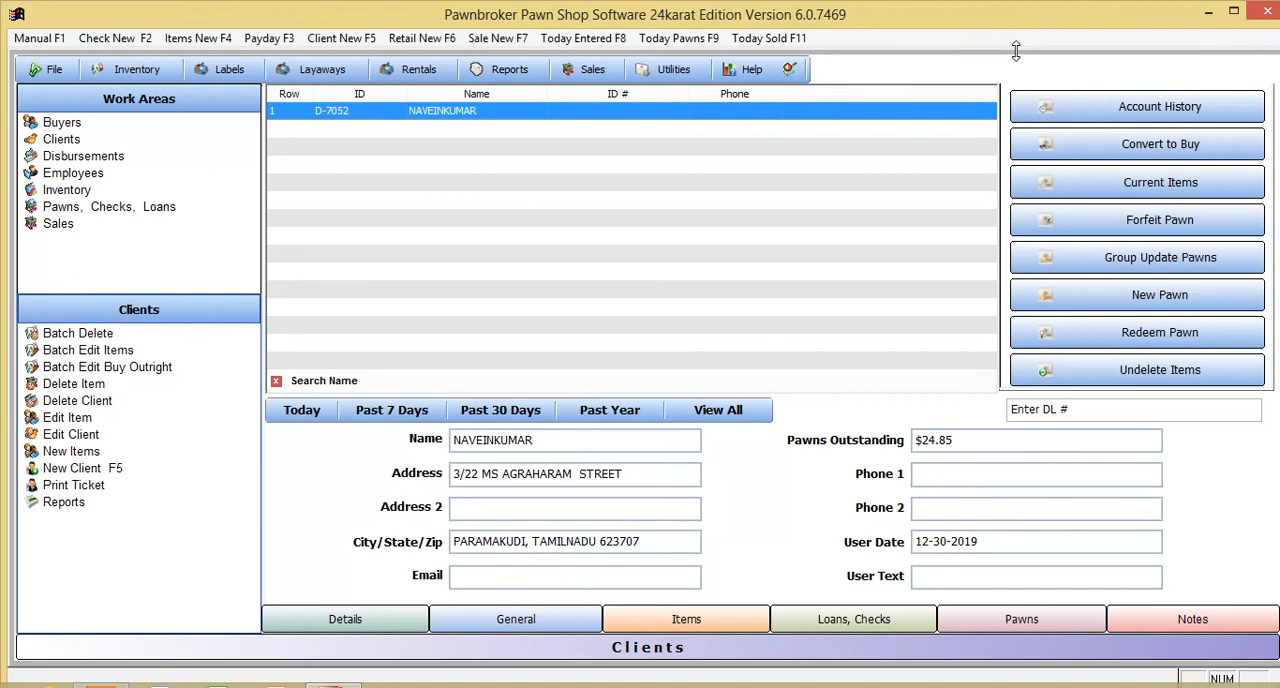 Pawnbroker Pawn Shop Software 24karat Edition Version 6.0.7469
Manual F1 Check New F2 Items New F4 Payday F3 Client New F5 Retail New F6 Sale New F7 Today Entered F8 Today Pawns F9 Today Sold F11
File Inventory Labels Layaways Rentals Reports Sales Utilities Help
Work Areas
Buyers
Clients
Disbursements
Employees
Inventory
Pawns, Checks, Loans
Sales
Clients
Batch Delete
Batch Edit Items
Batch Edit Buy Outright
Delete Item
Delete Client
Edit Item
Edit Client
New Items
New Client F5
Print Ticket
Reports
Row ID Name ID # Phone
1 D-7052 NAVEINKUMAR
Search Name
Account History
Convert to Buy
Current Items
Forfeit Pawn
Group Update Pawns
New Pawn
Redeem Pawn
Undelete Items
Today Past 7 Days Past 30 Days Past Year View All
Enter DL #
Name NAVEINKUMAR
Address 3/22 MS AGRAHARAM STREET
Address 2
City/State/Zip PARAMAKUDI, TAMILNADU 623707
Email
Pawns Outstanding $24.85
Phone 1
Phone 2
User Date 12-30-2019
User Text
Details General Items Loans, Checks Pawns Notes
Clients
NUM